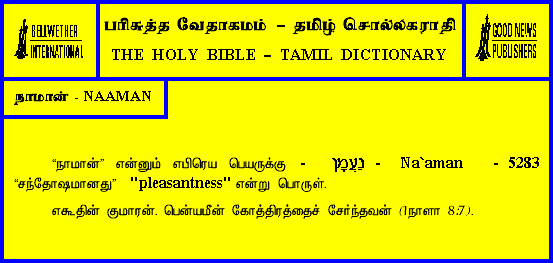 BELLWETHER
INTERNATIONAL
பரிசுத்த வேதாகமம் – தமிழ் சொல்லகராதி
THE HOLY BIBLE – TAMIL DICTIONARY
GOOD NEWS
PUBLISHERS
நாமான் - NAAMAN
“நாமான்” என்னும் எபிரெய பெயருக்கு - נַעֲמָן - Na`aman - 5283
“சந்தோஷமானது” "pleasantness" என்று பொருள்.
ஏகூதின் குமாரன். பென்யமீன் கோத்திரத்தைச் சேர்ந்தவன் (1நாளா 8:7).